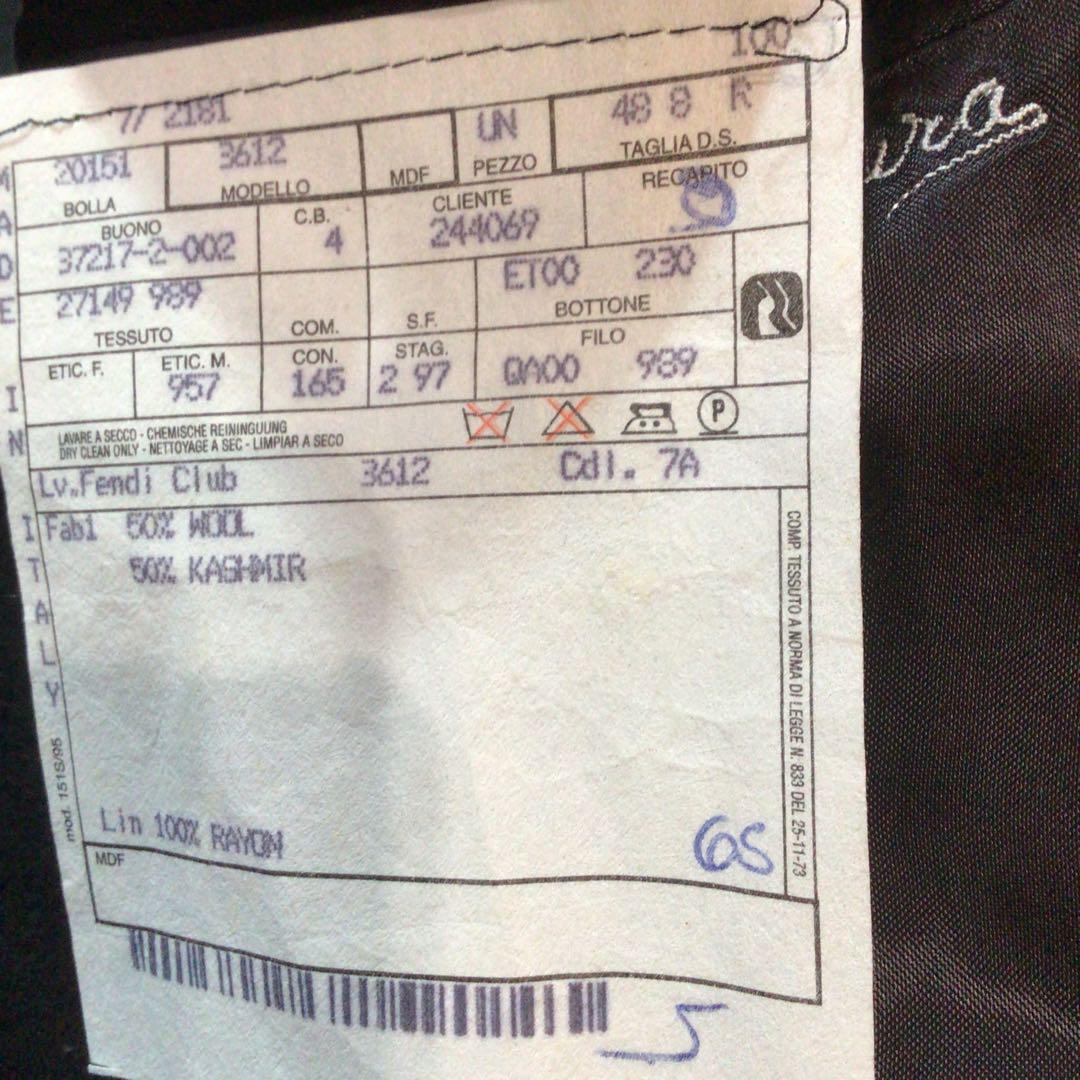 100
7/ 2181
20151 3612 UN 48 8 R
BOLLA MODELLO MDF PEZZO TAGLIA D.S.
BUONO C.B. CLIENTE RECAPITO
37217-2-002 4 244069
27149 989 ET00 230
TESSUTO COM. S.F. BOTTONE
ETIC. F. ETIC. M. CON. STAG. FILO
957 165 2 97 QA00 989
P
LAVARE A SECCO - CHEMISCHE REININGUUNG
DRY CLEAN ONLY - NETTOYAGE A SEC - LIMPIAR A SECO
Lv.Fendi Club 3612 Cdl. 7A
Fab1 50% WOOL
50% KASHMIR
Lin 100% RAYON
MDF
MADE IN ITALY
mod. 151S/95
COMP. TESSUTO A NORMA DI LEGGE N. 833 DEL 25-11-73
5